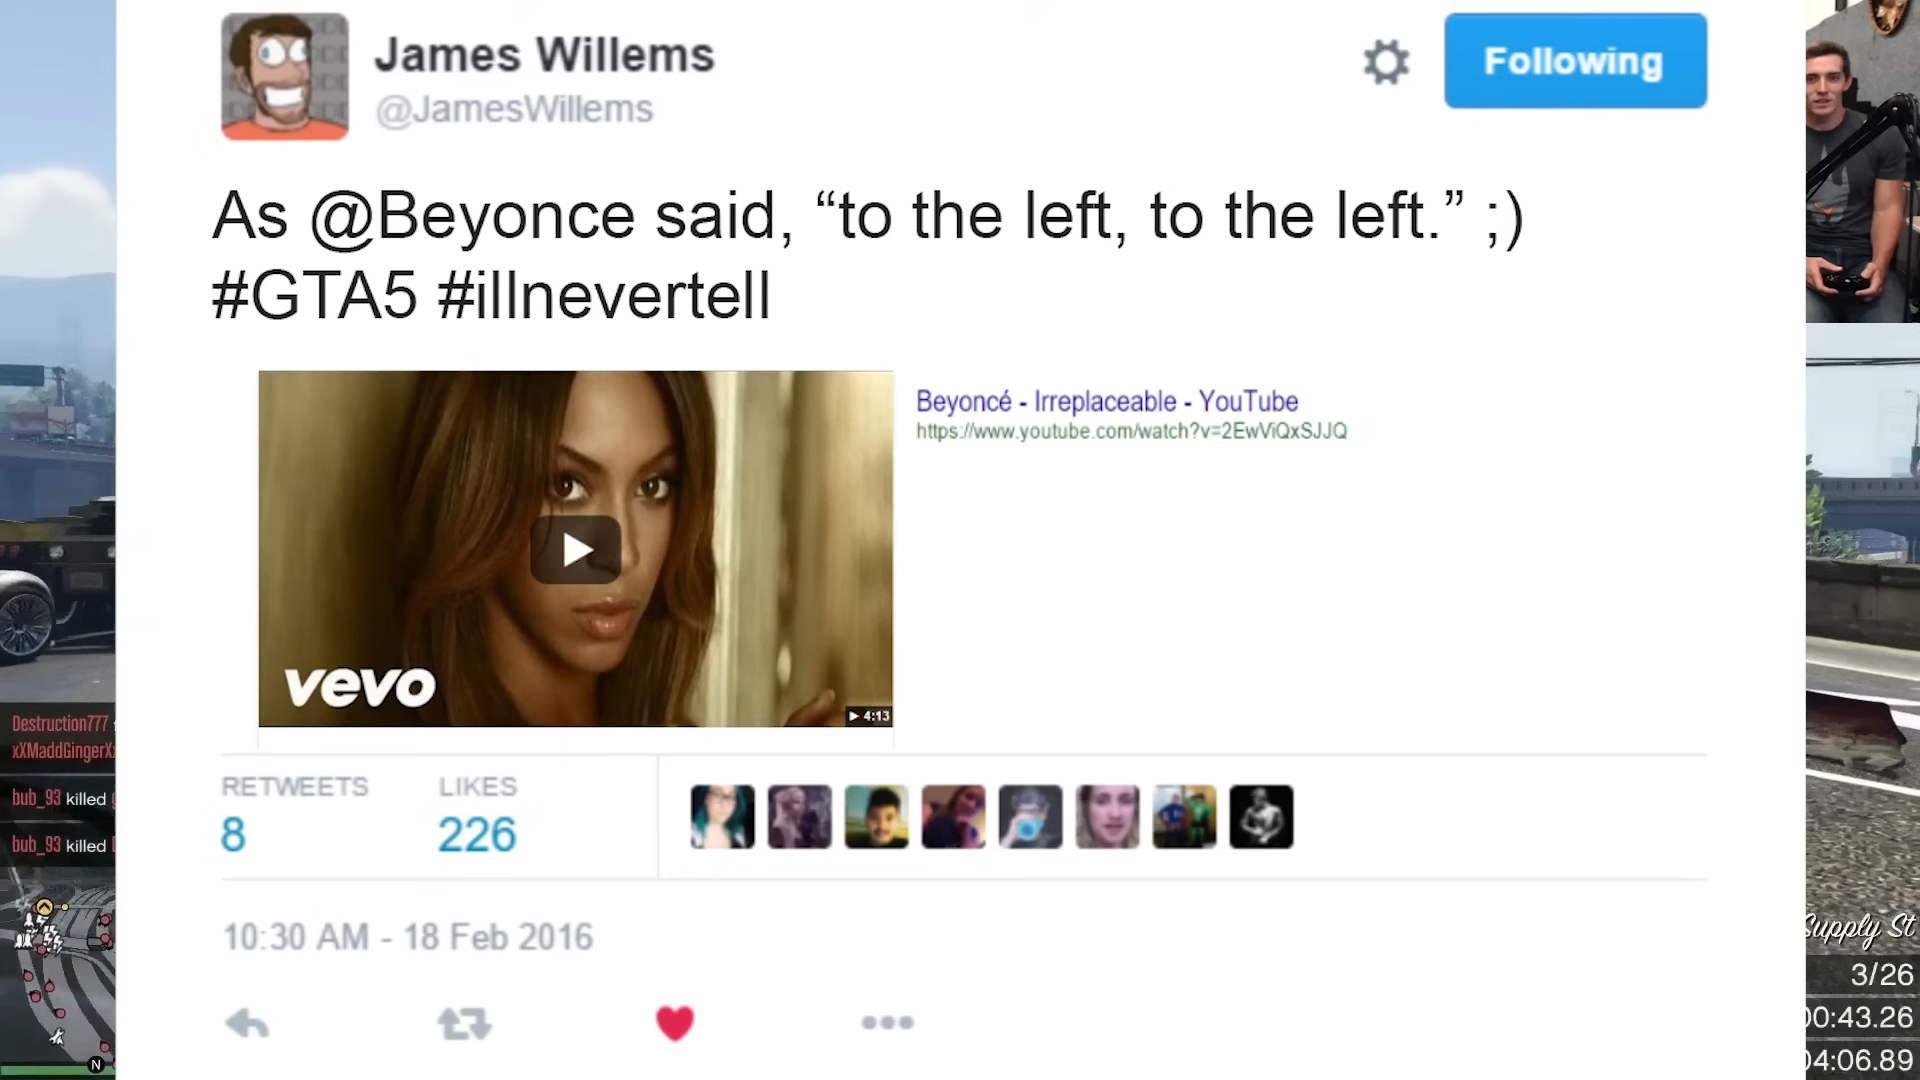 James Willems
@JamesWillems
Following
As @Beyonce said, “to the left, to the left.” ;)
#GTA5 #illnevertell
Beyoncé - Irreplaceable - YouTube
https://www.youtube.com/watch?v=2EwViQxSJJQ
vevo
4:13
Destruction777
xXMaddGingerX
bub_93 killed
bub_93 killed
RETWEETS
8
LIKES
226
10:30 AM - 18 Feb 2016
N
Supply St
3/26
00:43.26
04:06.89